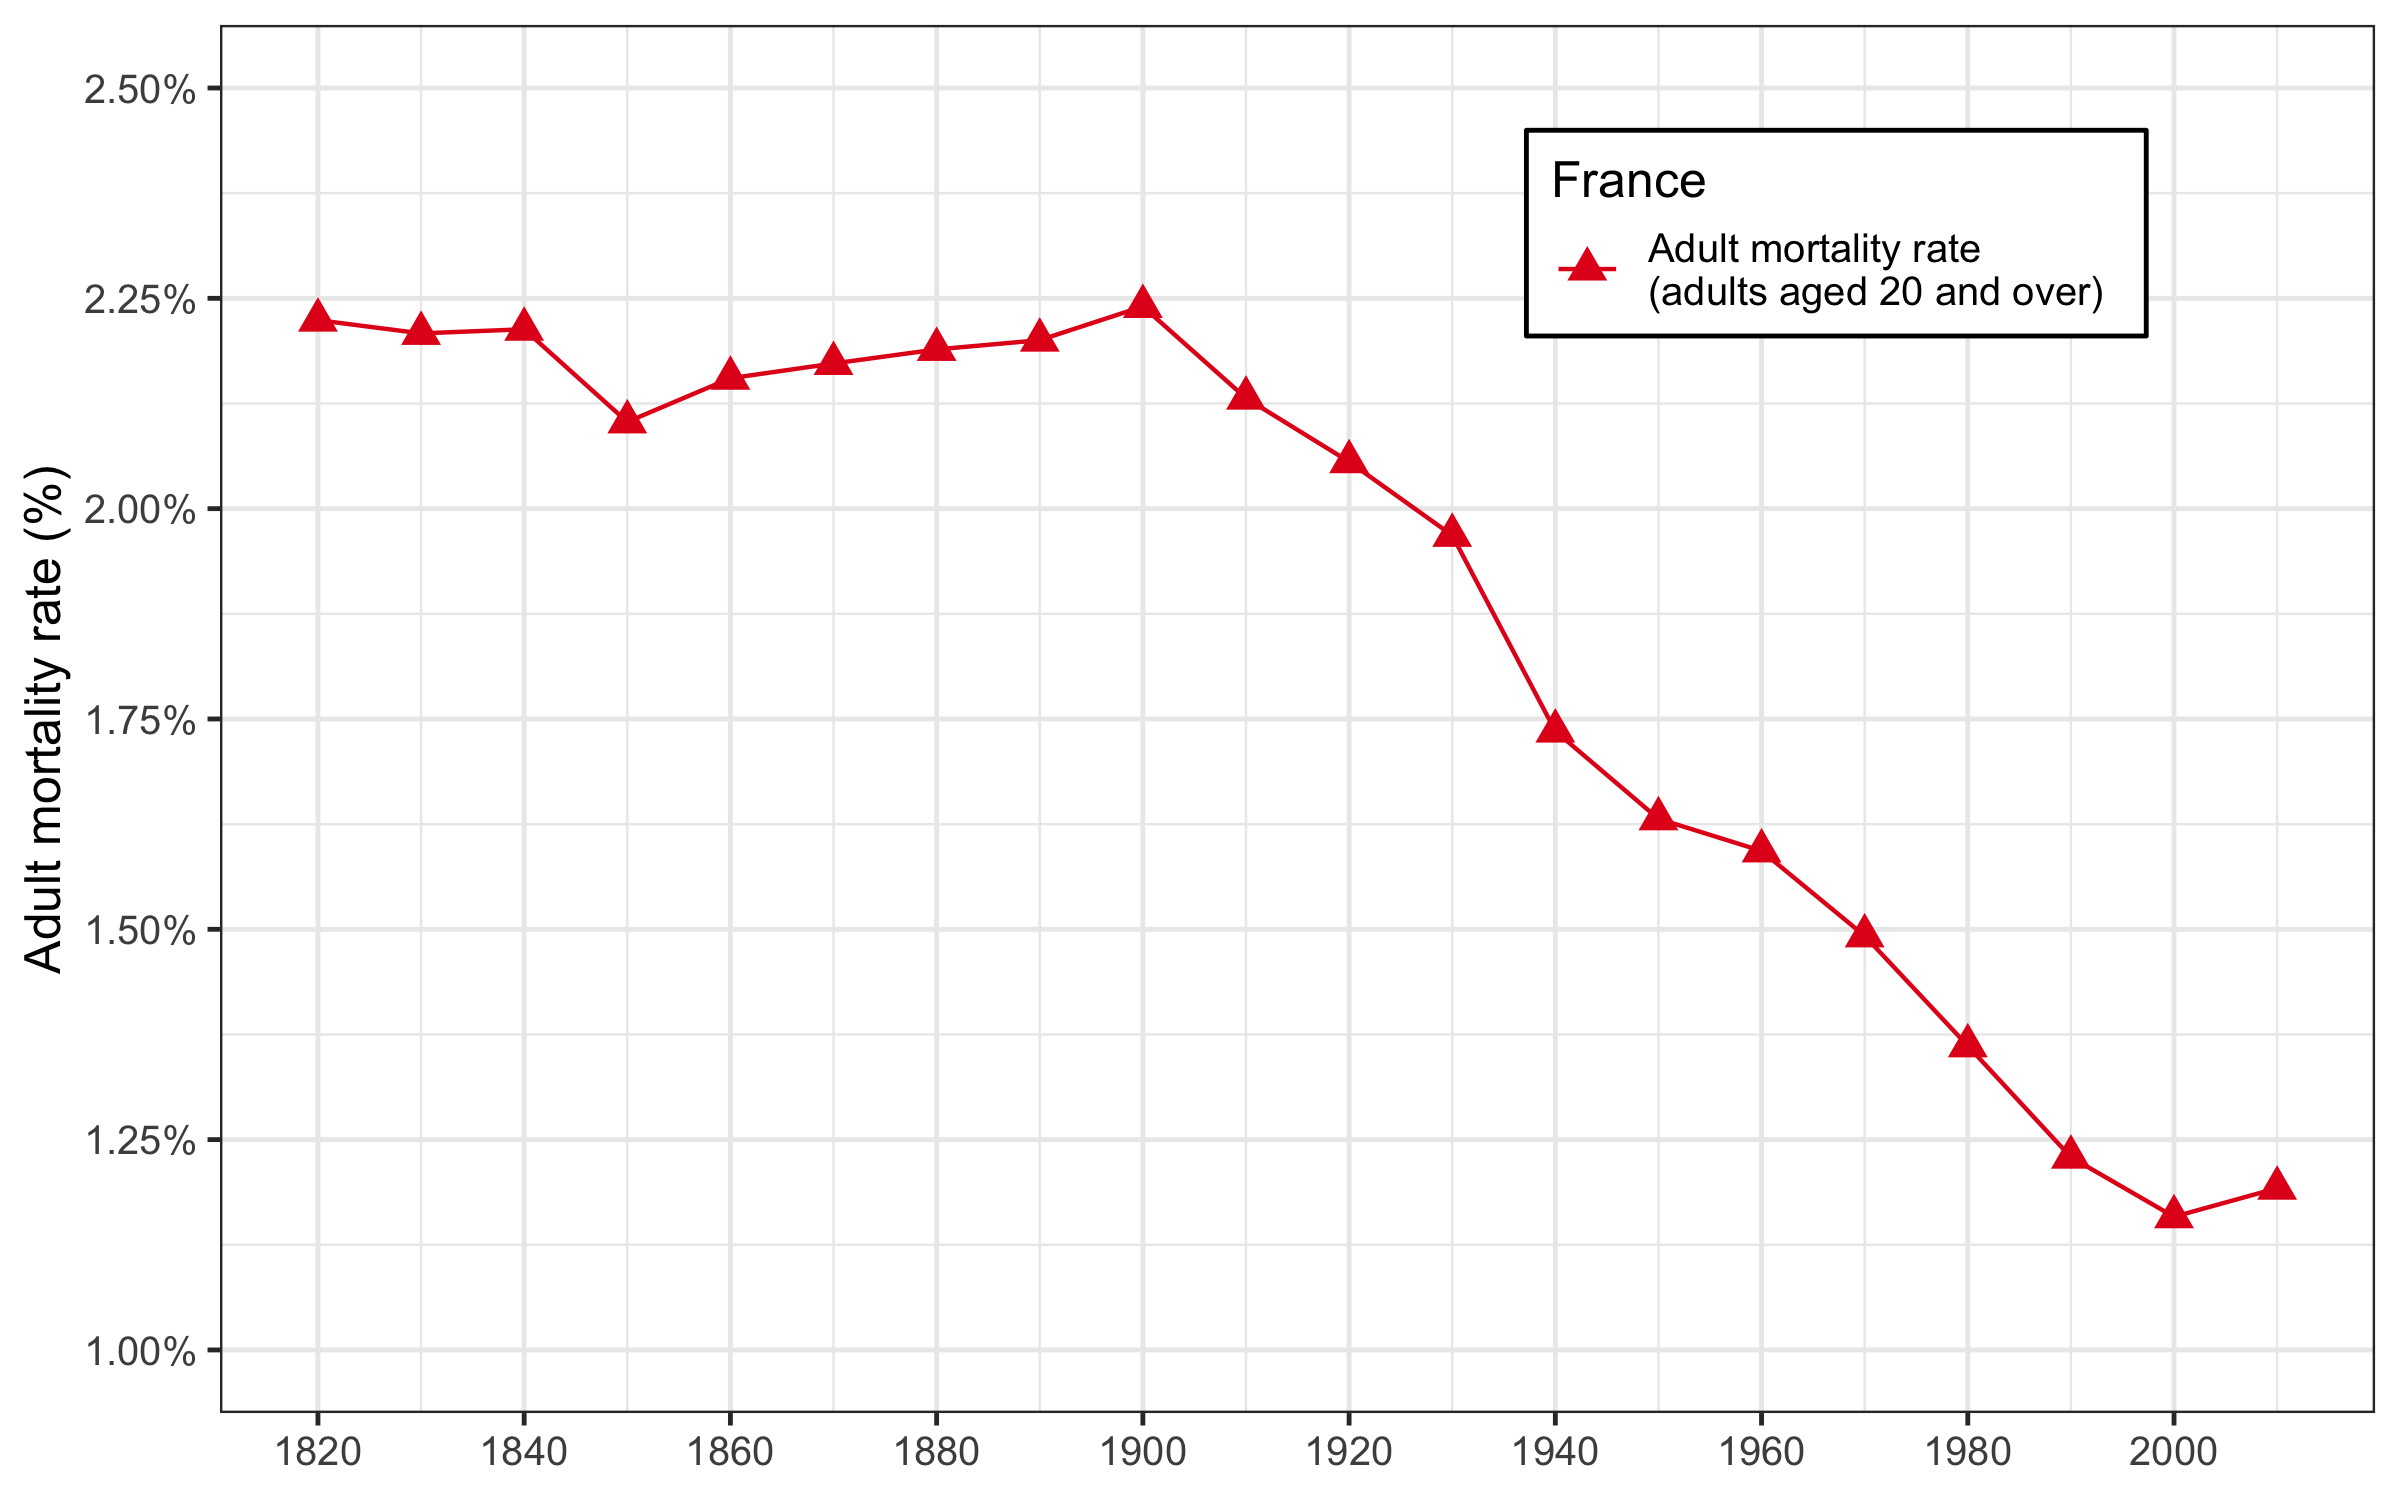 2.50%
2.25%
2.00%
1.75%
1.50%
1.25%
1.00%
Adult mortality rate (%)
France
Adult mortality rate
(adults aged 20 and over)
1820 1840 1860 1880 1900 1920 1940 1960 1980 2000